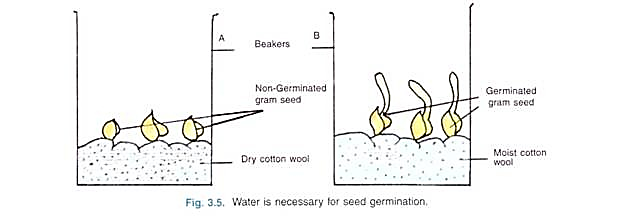 A
Beakers
B
Non-Germinated
gram seed
Germinated
gram seed
Dry cotton wool
Moist cotton
wool
Fig. 3.5. Water is necessary for seed germination.